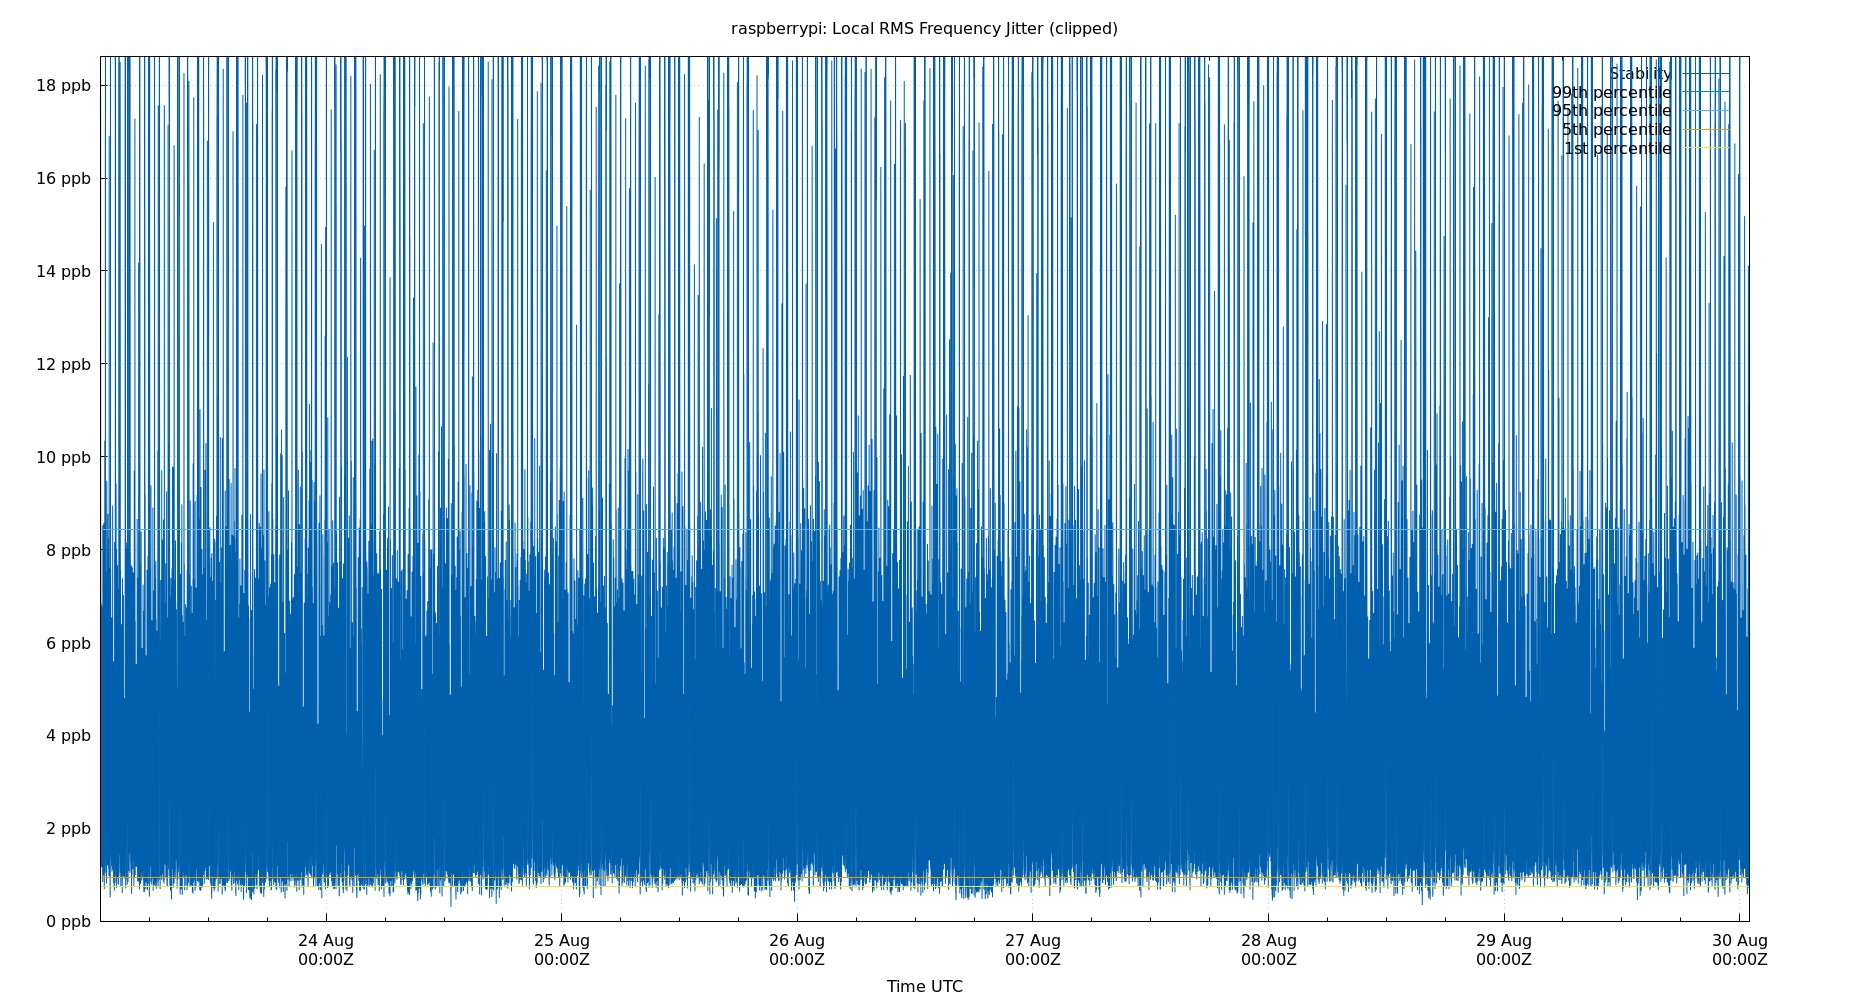 raspberrypi: Local RMS Frequency Jitter (clipped)
Stability
99th percentile
95th percentile
5th percentile
1st percentile
18 ppb
16 ppb
14 ppb
12 ppb
10 ppb
8 ppb
6 ppb
4 ppb
2 ppb
0 ppb
24 Aug
00:00Z
25 Aug
00:00Z
26 Aug
00:00Z
27 Aug
00:00Z
28 Aug
00:00Z
29 Aug
00:00Z
30 Aug
00:00Z
Time UTC